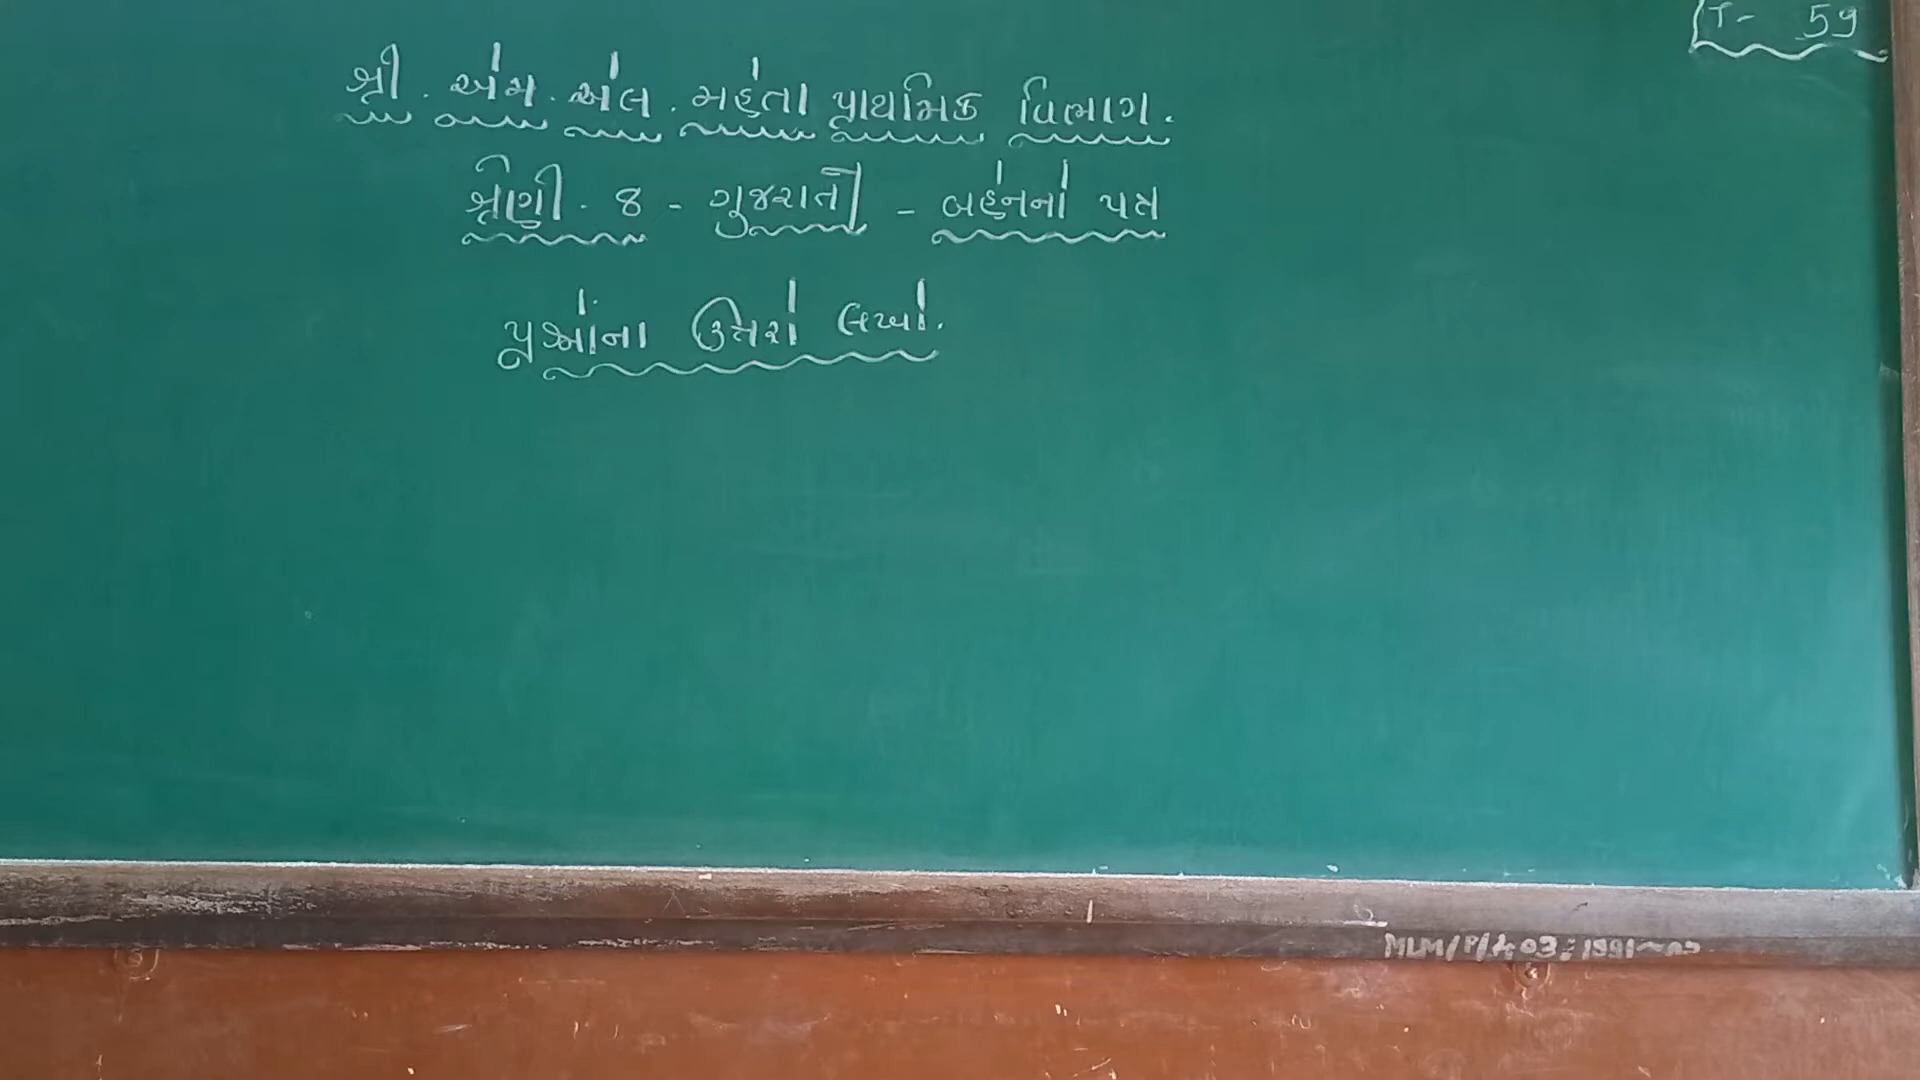 T- 59
શ્રી. એમ. એલ. મહેતા પ્રાથમિક વિભાગ.
શ્રેણી. 8 - ગુજરાતી - બહેનનો પત્ર
પ્રશ્નોના ઉત્તરો લખો.